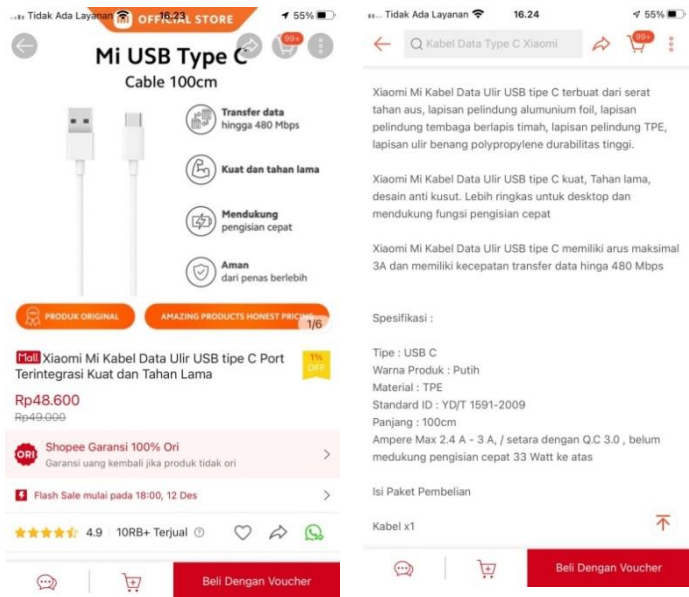 Tidak Ada Layanan 16.23 55%
OFFICIAL STORE
99+
Mi USB Type C
Cable 100cm
Transfer data
hingga 480 Mbps
Kuat dan tahan lama
Mendukung
pengisian cepat
Aman
dari penas berlebih
PRODUK ORIGINAL
AMAZING PRODUCTS HONEST PRICING
1/6
Mall Xiaomi Mi Kabel Data Ulir USB tipe C Port
Terintegrasi Kuat dan Tahan Lama
1%
OFF
Rp48.600
Rp49.000
ORI
Shopee Garansi 100% Ori
Garansi uang kembali jika produk tidak ori
Flash Sale mulai pada 18:00, 12 Des
4.9 10RB+ Terjual
Beli Dengan Voucher
Tidak Ada Layanan 16.24 55%
Kabel Data Type C Xiaomi
99+
Xiaomi Mi Kabel Data Ulir USB tipe C terbuat dari serat
tahan aus, lapisan pelindung alumunium foil, lapisan
pelindung tembaga berlapis timah, lapisan pelindung TPE,
lapisan ulir benang polypropylene durabilitas tinggi.
Xiaomi Mi Kabel Data Ulir USB tipe C kuat, Tahan lama,
desain anti kusut. Lebih ringkas untuk desktop dan
mendukung fungsi pengisian cepat
Xiaomi Mi Kabel Data Ulir USB tipe C memiliki arus maksimal
3A dan memiliki kecepatan transfer data hinga 480 Mbps
Spesifikasi :
Tipe : USB C
Warna Produk : Putih
Material : TPE
Standard ID : YD/T 1591-2009
Panjang : 100cm
Ampere Max 2.4 A - 3 A, / setara dengan Q.C 3.0 , belum
medukung pengisian cepat 33 Watt ke atas
Isi Paket Pembelian
Kabel x1
Beli Dengan Voucher